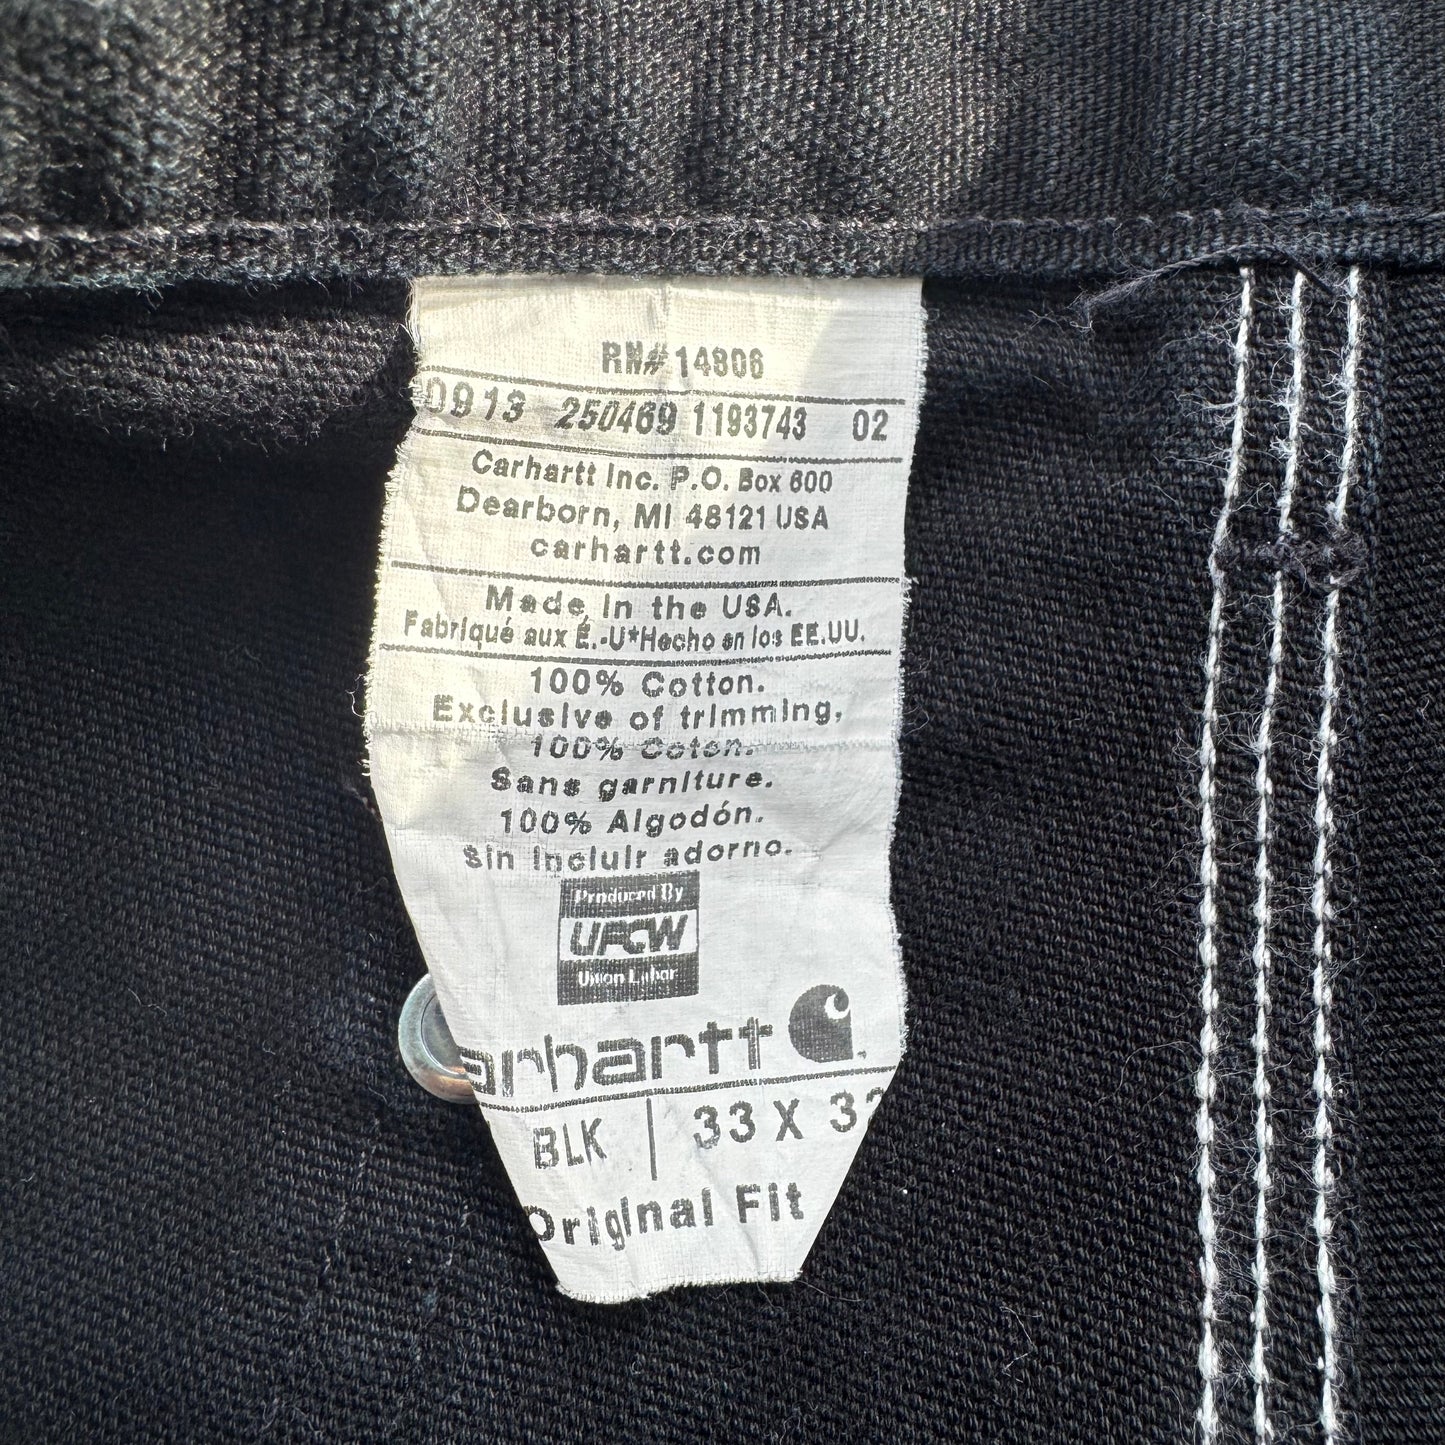 RN# 14806
0913 250469 1193743 02
Carhartt Inc. P.O. Box 600
Dearborn, MI 48121 USA
carhartt.com
Made in the USA.
Fabriqué aux É.-U*Hecho en los EE.UU.
100% Cotton.
Exclusive of trimming.
100% Coton.
Sans garniture.
100% Algodón.
Sin incluir adorno.
Produced By
UFCW
Union Labor
arhartt
BLK | 33 X 32
Original Fit